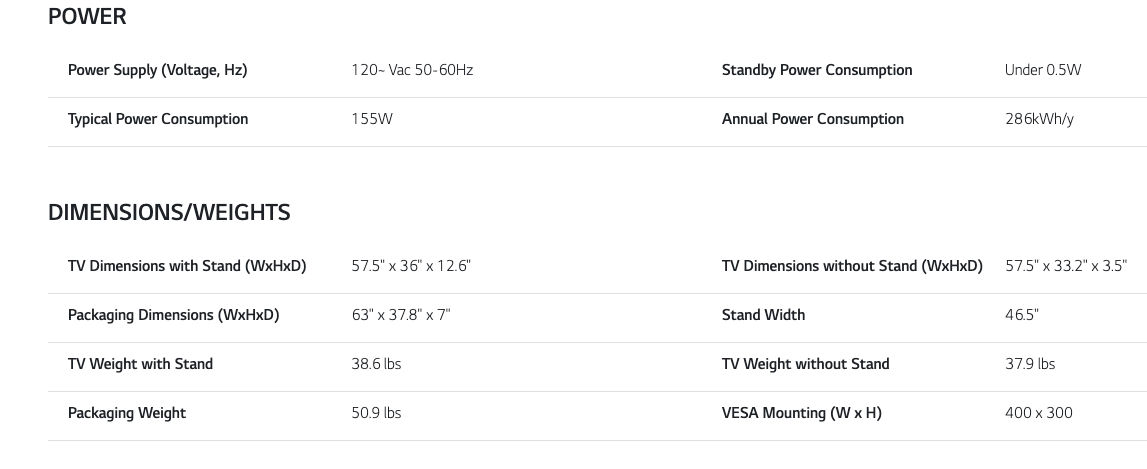 POWER
Power Supply (Voltage, Hz) 120~ Vac 50-60Hz Standby Power Consumption Under 0.5W
Typical Power Consumption 155W Annual Power Consumption 286kWh/y
DIMENSIONS/WEIGHTS
TV Dimensions with Stand (WxHxD) 57.5" x 36" x 12.6" TV Dimensions without Stand (WxHxD) 57.5" x 33.2" x 3.5"
Packaging Dimensions (WxHxD) 63" x 37.8" x 7" Stand Width 46.5"
TV Weight with Stand 38.6 lbs TV Weight without Stand 37.9 lbs
Packaging Weight 50.9 lbs VESA Mounting (W x H) 400 x 300